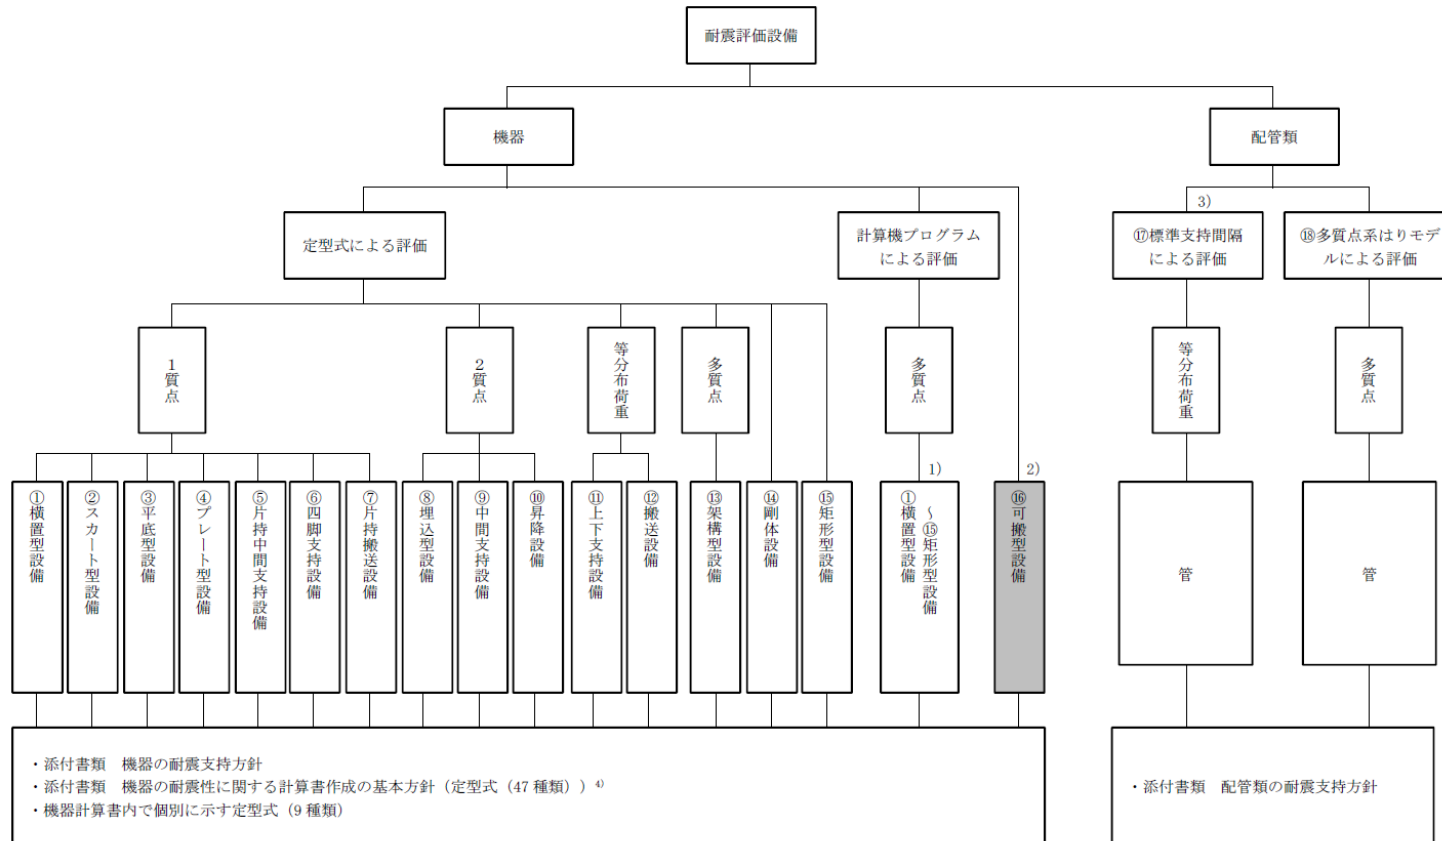 耐震評価設備
機器
配管類
定型式による評価
計算機プログラム
による評価
3)
⑰標準支持間隔
による評価
⑱多質点系はりモデ
ルによる評価
1質点
2質点
等分布荷重
多質点
多質点
等分布荷重
多質点
1)
2)
①横置型設備
②スカート型設備
③平底型設備
④プレート型設備
⑤片持中間支持設備
⑥四脚支持設備
⑦片持搬送設備
⑧埋込型設備
⑨中間支持設備
⑩昇降設備
⑪上下支持設備
⑫搬送設備
⑬架構型設備
⑭剛体設備
⑮矩形型設備
①横置型設備
~⑮矩形型設備
⑯可搬型設備
管
管
・添付書類 機器の耐震支持方針
・添付書類 機器の耐震性に関する計算書作成の基本方針(定型式(47種類))4)
・機器計算書内で個別に示す定型式(9種類)
・添付書類 配管類の耐震支持方針